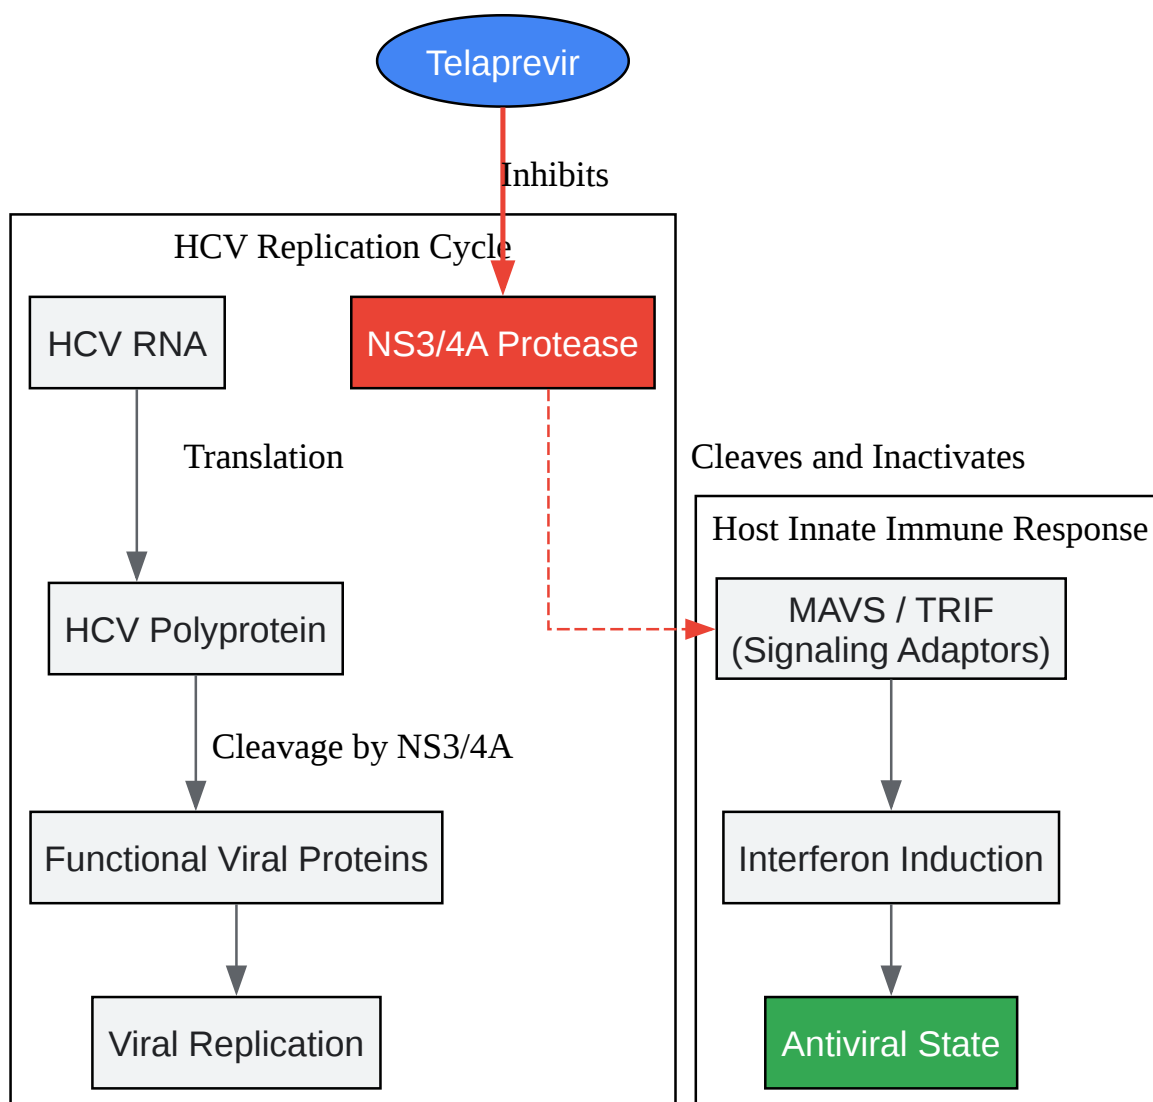 Telaprevir
Inhibits
HCV Replication Cycle
HCV RNA
NS3/4A Protease
Translation
Cleaves and Inactivates
Host Innate Immune Response
HCV Polyprotein
MAVS / TRIF
(Signaling Adaptors)
Cleavage by NS3/4A
Functional Viral Proteins
Interferon Induction
Viral Replication
Antiviral State